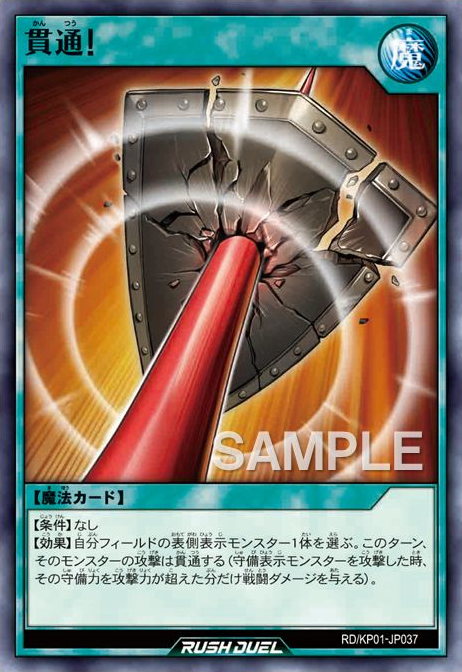 かん つう
貫通!
魔
SAMPLE
【魔法カード】
【条件】なし
【効果】自分フィールドの表側表示モンスター1体を選ぶ。このターン、
そのモンスターの攻撃は貫通する(守備表示モンスターを攻撃した時、
その守備力を攻撃力が超えた分だけ戦闘ダメージを与える)。
RD/KP01-JP037
RUSH DUEL